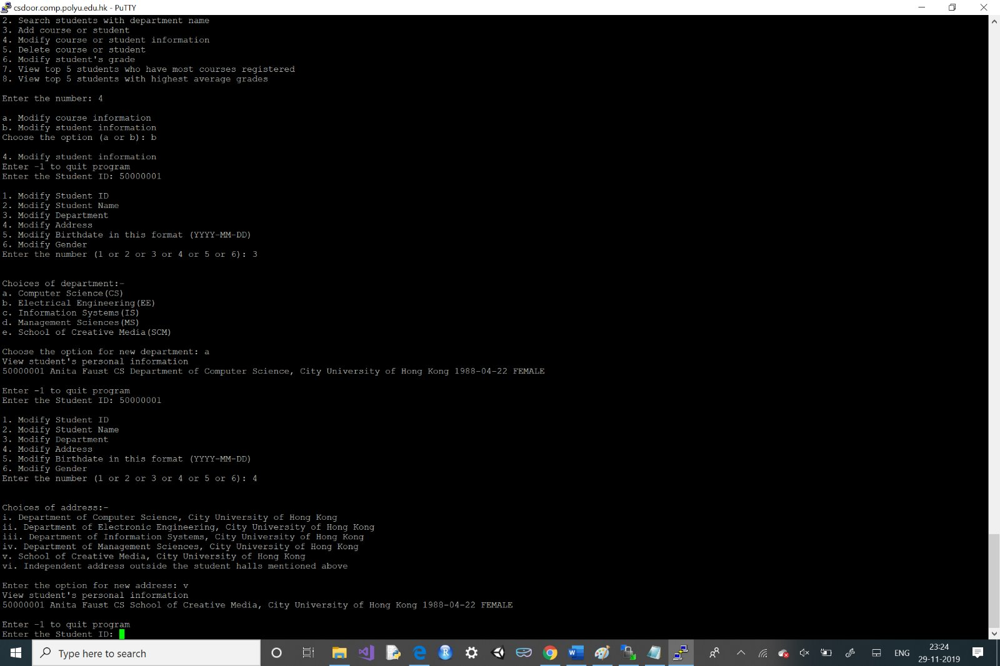 csdoor.comp.polyu.edu.hk - PuTTY
2. Search students with department name
3. Add course or student
4. Modify course or student information
5. Delete course or student
6. Modify student's grade
7. View top 5 students who have most courses registered
8. View top 5 students with highest average grades
Enter the number: 4
a. Modify course information
b. Modify student information
Choose the option (a or b): b
4. Modify student information
Enter -1 to quit program
Enter the Student ID: 50000001
1. Modify Student ID
2. Modify Student Name
3. Modify Department
4. Modify Address
5. Modify Birthdate in this format (YYYY-MM-DD)
6. Modify Gender
Enter the number (1 or 2 or 3 or 4 or 5 or 6): 3
Choices of department:-
a. Computer Science(CS)
b. Electrical Engineering(EE)
c. Information Systems(IS)
d. Management Sciences(MS)
e. School of Creative Media(SCM)
Choose the option for new department: a
View student's personal information
50000001 Anita Faust CS Department of Computer Science, City University of Hong Kong 1988-04-22 FEMALE
Enter -1 to quit program
Enter the Student ID: 50000001
1. Modify Student ID
2. Modify Student Name
3. Modify Department
4. Modify Address
5. Modify Birthdate in this format (YYYY-MM-DD)
6. Modify Gender
Enter the number (1 or 2 or 3 or 4 or 5 or 6): 4
Choices of address:-
i. Department of Computer Science, City University of Hong Kong
ii. Department of Electronic Engineering, City University of Hong Kong
iii. Department of Information Systems, City University of Hong Kong
iv. Department of Management Sciences, City University of Hong Kong
v. School of Creative Media, City University of Hong Kong
vi. Independent address outside the student halls mentioned above
Enter the option for new address: v
View student's personal information
50000001 Anita Faust CS School of Creative Media, City University of Hong Kong 1988-04-22 FEMALE
Enter -1 to quit program
Enter the Student ID:
Type here to search
ENG
23:24
29-11-2019